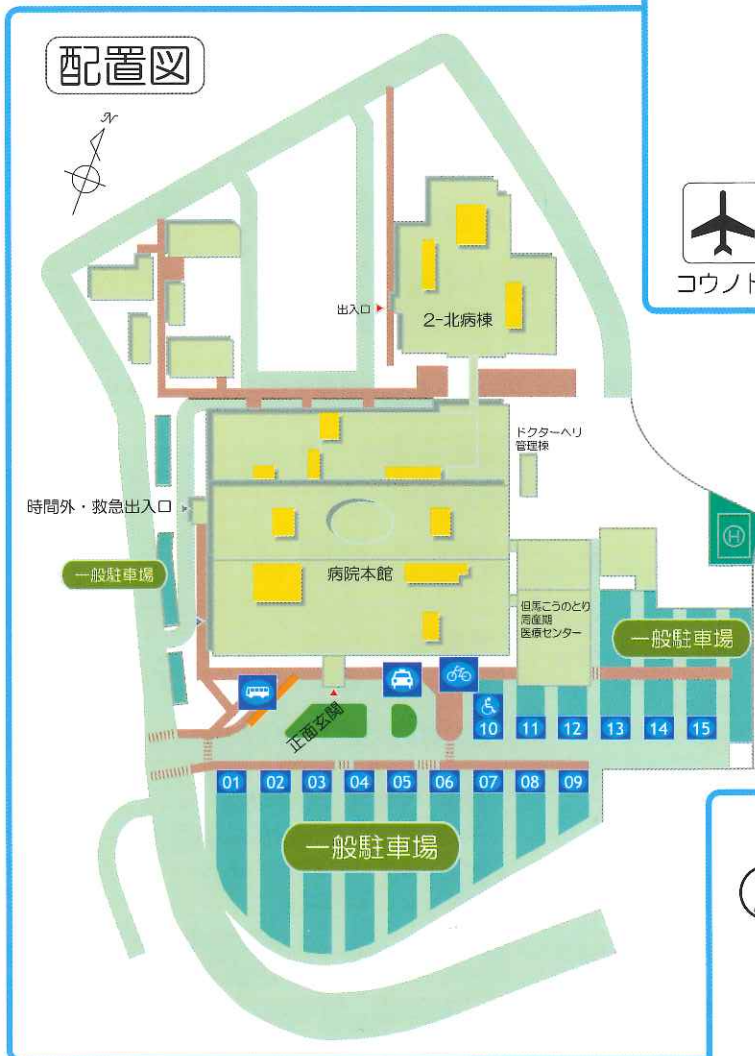 配置図
N
コウノト
出入口
2-北病棟
ドクターヘリ
管理棟
時間外・救急出入口
H
一般駐車場
病院本館
但馬こうのとり
周産期
医療センター
一般駐車場
正面玄関
10
11
12
13
14
15
01
02
03
04
05
06
07
08
09
一般駐車場